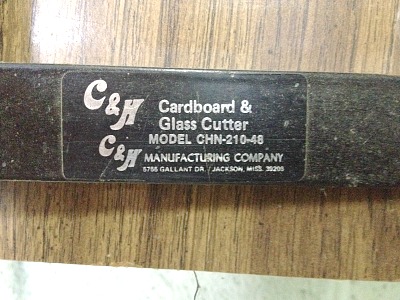 C&H Cardboard &
Glass Cutter
MODEL CHN-210-48
C&H MANUFACTURING COMPANY
5755 GALLANT DR. / JACKSON, MISS. 39206